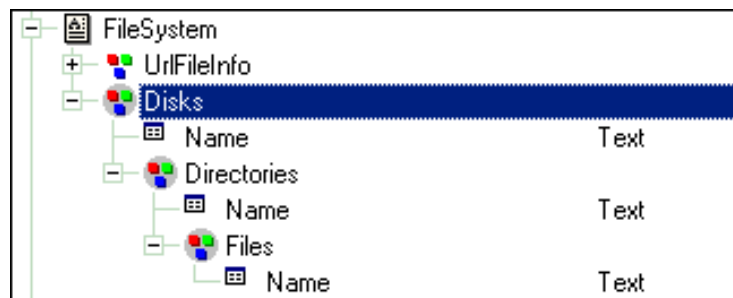 FileSystem
UrlFileInfo
Disks
Name Text
Directories
Name Text
Files
Name Text